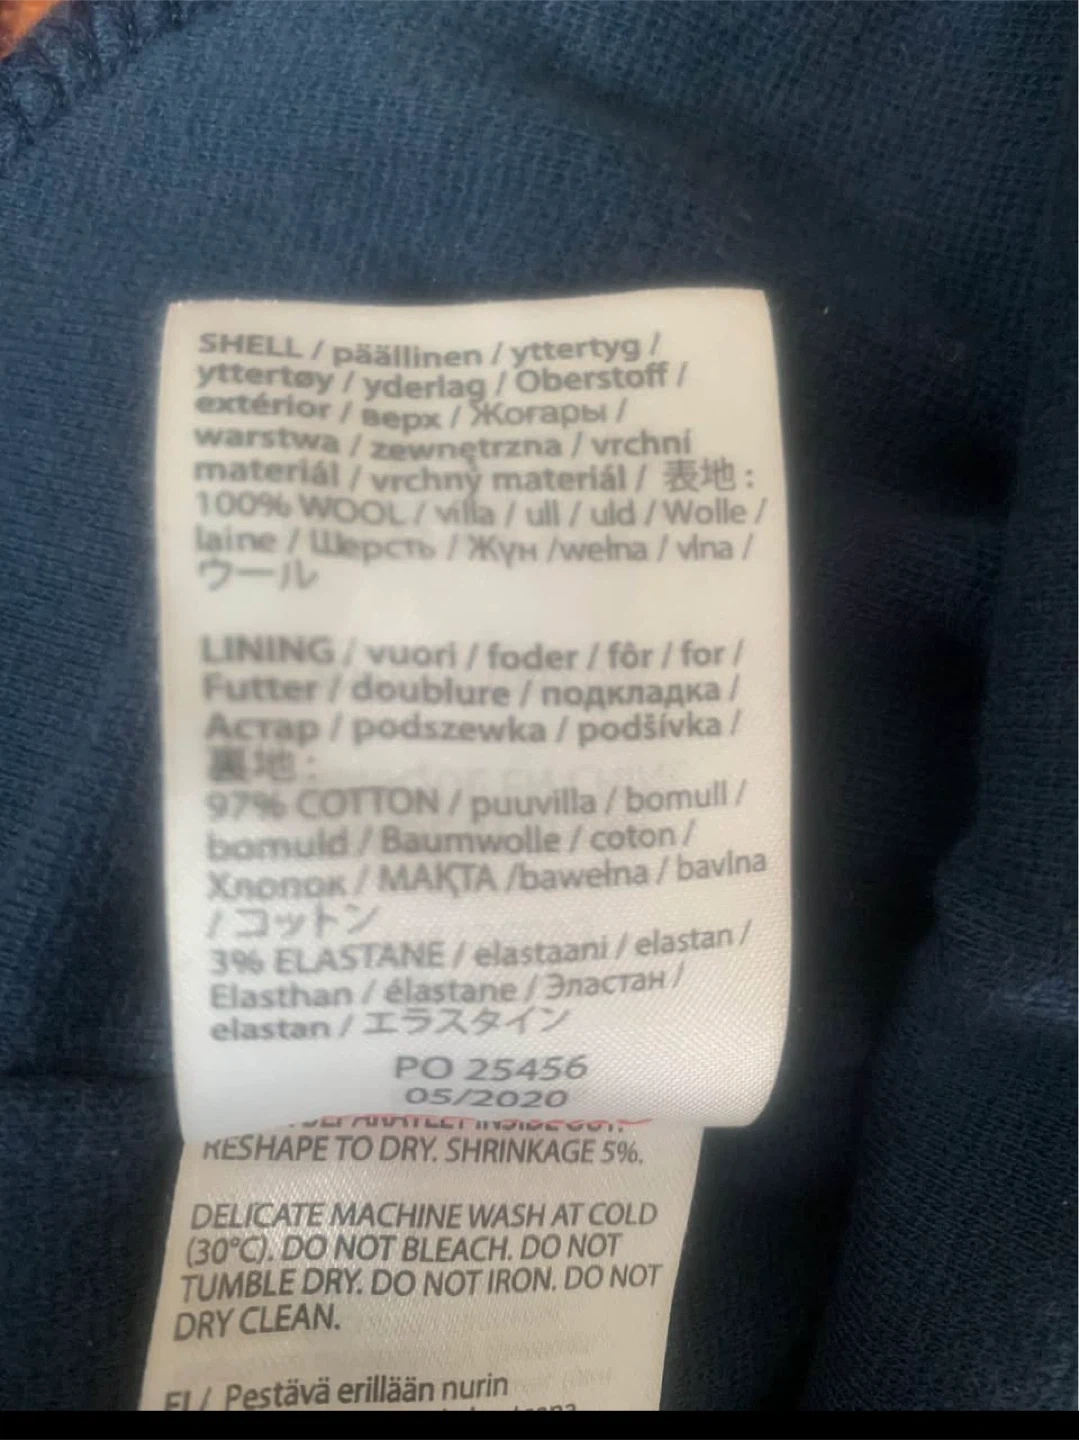 SHELL / päällinen / yttertyg /
yttertøy / yderlag / Oberstoff /
extérior / верх / Жоғары /
warstwa / zewnętrzna / vrchní
materiál / vrchný materiál / 表地:
100% WOOL / villa / ull / uld / Wolle /
laine / Шерсть / Жүн /wełna / vlna /
ウール
LINING / vuori / foder / fôr / for /
Futter / doublure / подкладка /
Астар / podszewka / podšívka /
裏地:
97% COTTON / puuvilla / bomull /
bomuld / Baumwolle / coton /
Хлопок / МАҚТА /bawełna / bavlna
/ コットン
3% ELASTANE / elastaani / elastan /
Elasthan / élastane / Эластан /
elastan / エラスタイン
PO 25456
05/2020
RESHAPE TO DRY. SHRINKAGE 5%.
DELICATE MACHINE WASH AT COLD
(30°C). DO NOT BLEACH. DO NOT
TUMBLE DRY. DO NOT IRON. DO NOT
DRY CLEAN.
FI / Pestävä erillään nurin